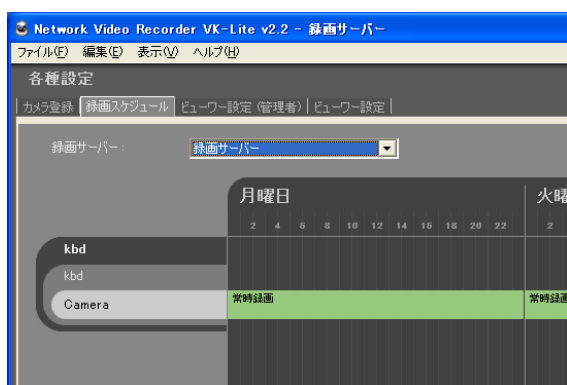 Network Video Recorder VK-Lite v2.2 - 録画サーバー
ファイル(F) 編集(E) 表示(V) ヘルプ(H)
各種設定
カメラ登録 録画スケジュール ビューワー設定(管理者) ビューワー設定
録画サーバー: 録画サーバー
月曜日 火曜
2 4 6 8 10 12 14 16 18 20 22 2
kbd
kbd
Camera 常時録画 常時録画